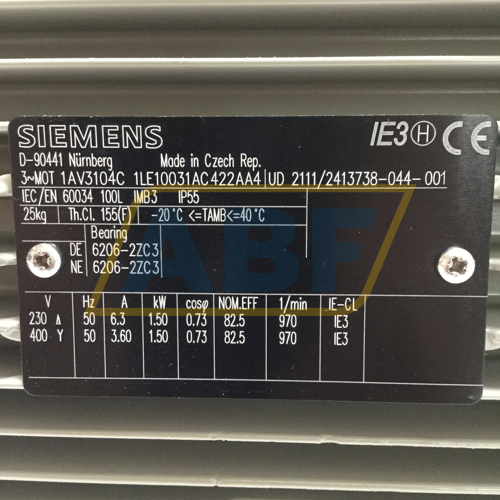 SIEMENS IE3 H CE
D-90441 Nürnberg Made in Czech Rep.
3~MOT 1AV3104C 1LE10031AC422AA4 UD 2111/2413738-044-001
IEC/EN 60034 100L IMB3 IP55
25kg Th.Cl. 155(F) -20°C <=TAMB<=40°C
Bearing
DE 6206-2ZC3
NE 6206-2ZC3
V Hz A kW cosφ NOM.EFF 1/min IE-CL
230 Δ 50 6.3 1.50 0.73 82.5 970 IE3
400 Y 50 3.60 1.50 0.73 82.5 970 IE3
ABF